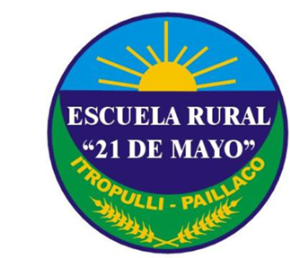 ESCUELA RURAL
“21 DE MAYO”
ITROPULLI - PAILLACO